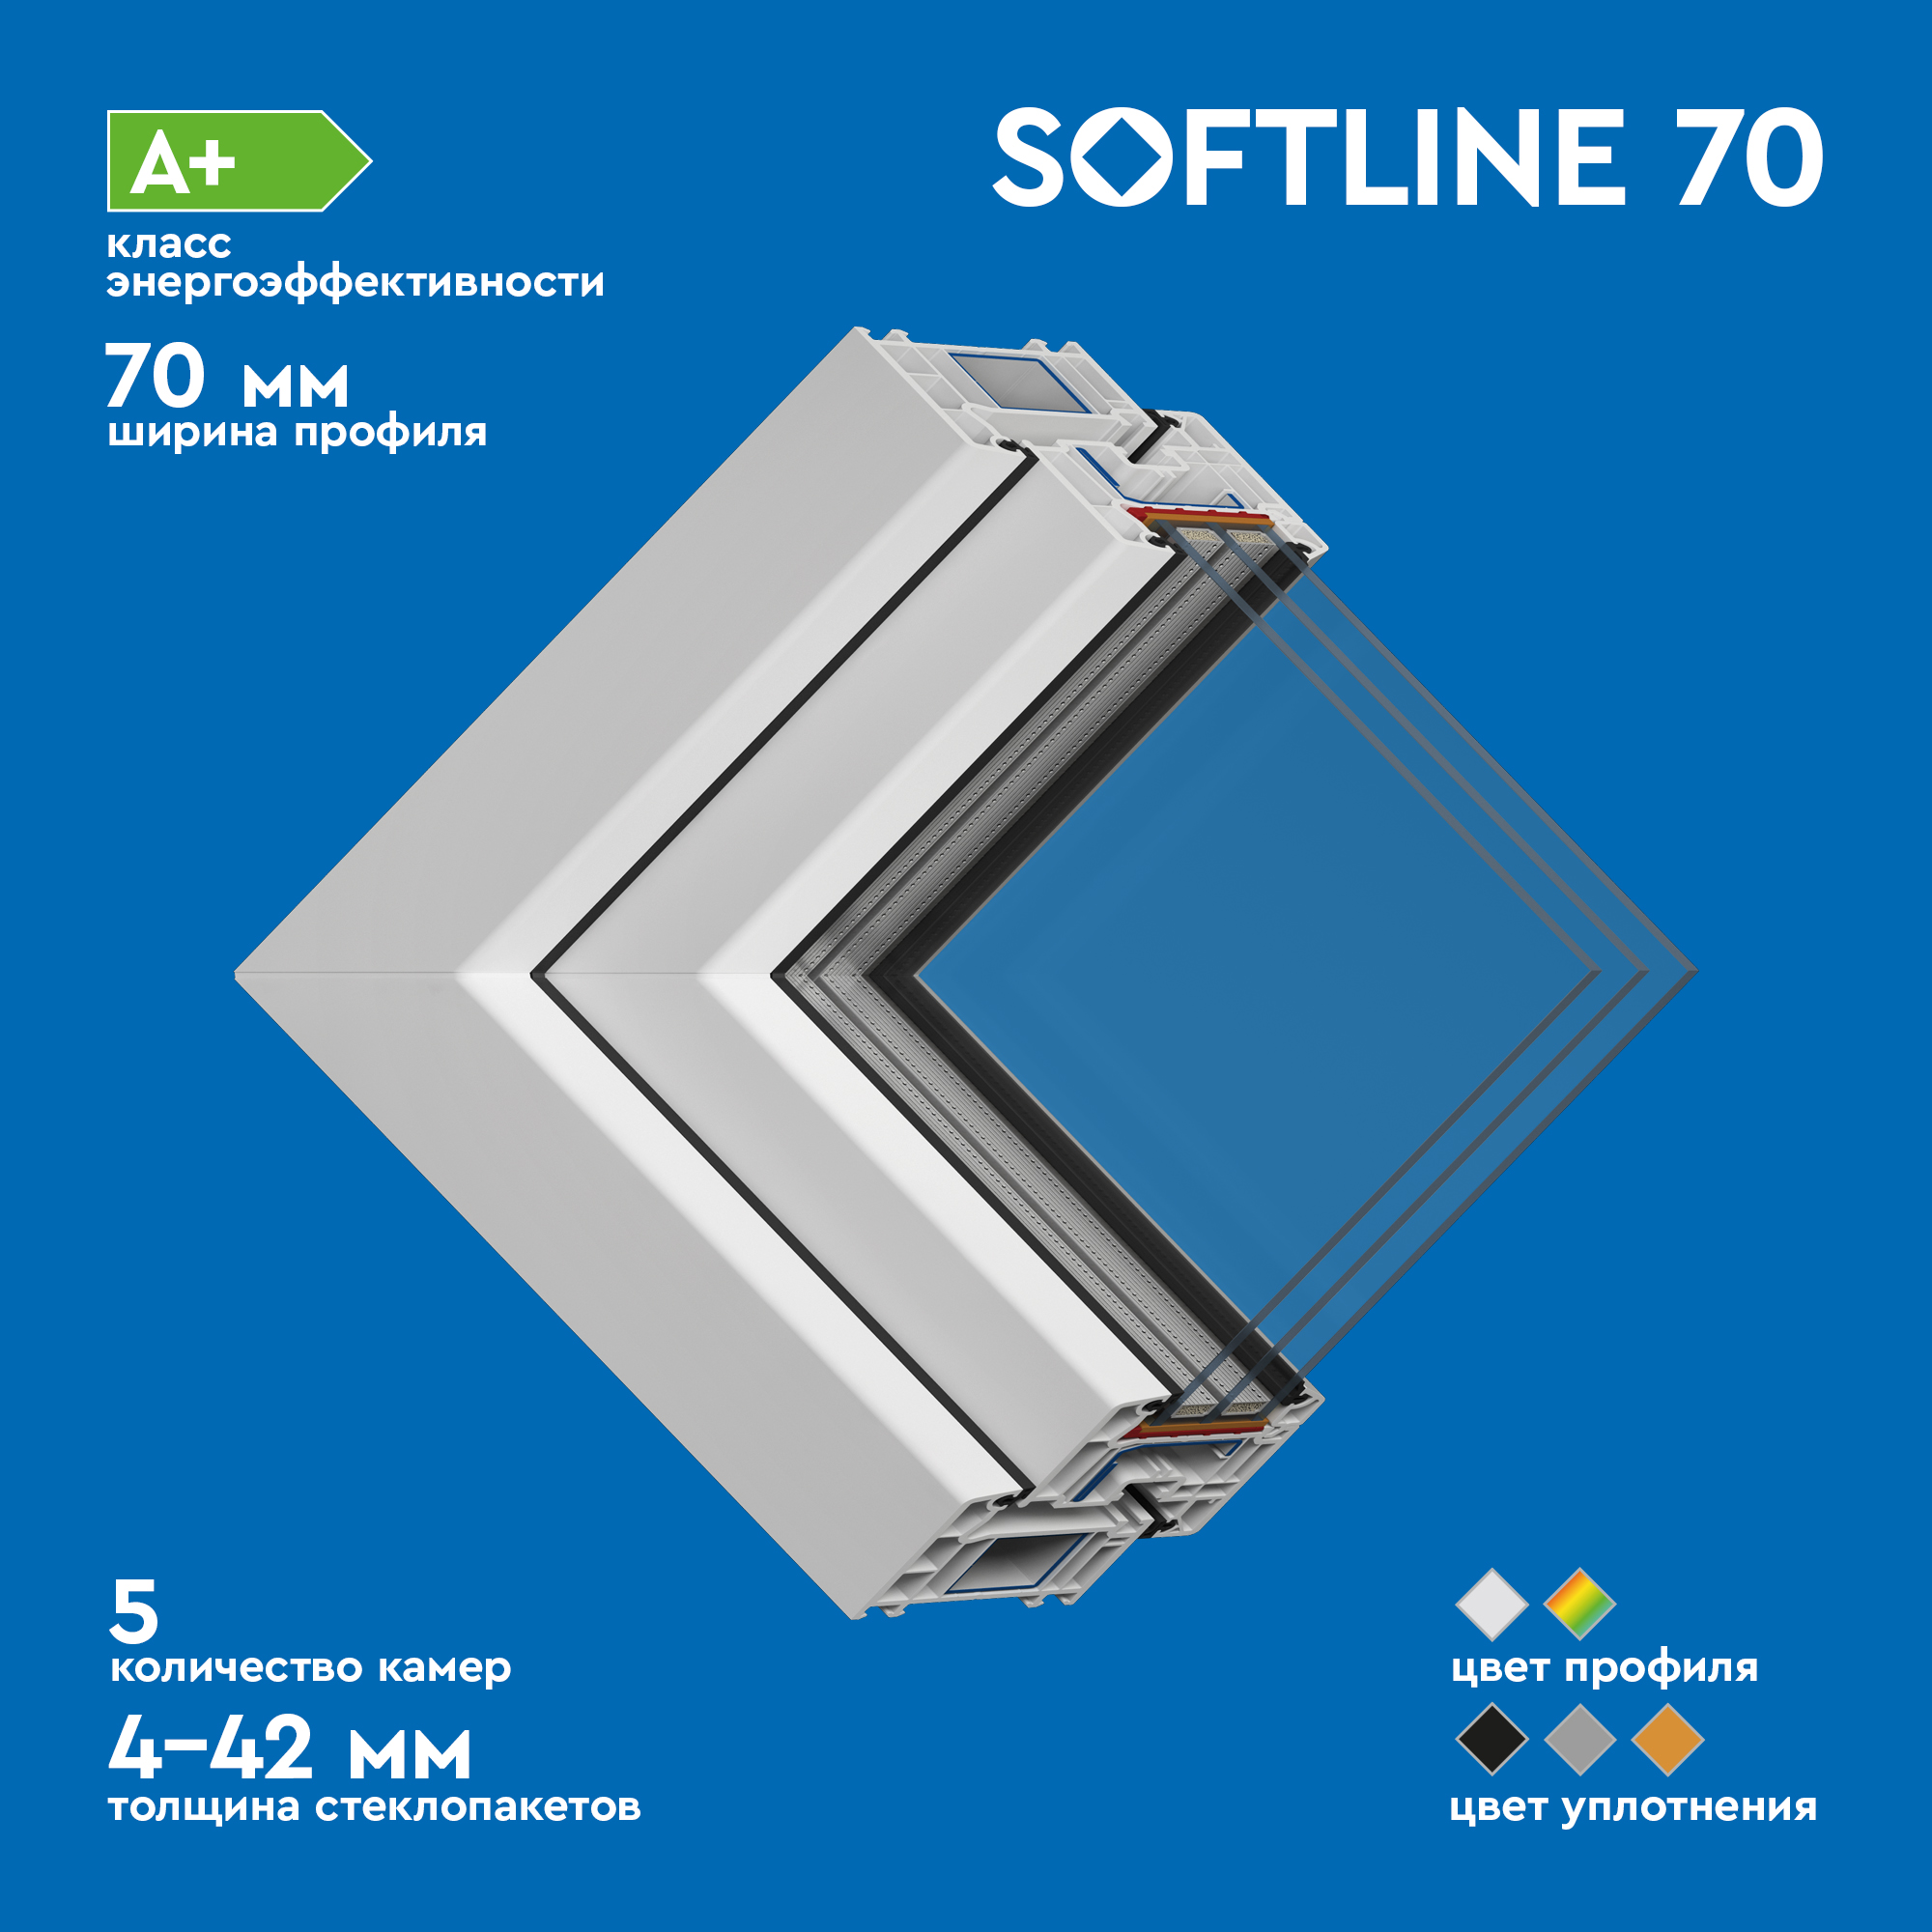 A+
класс
энергоэффективности
70 мм
ширина профиля
SOFTLINE 70
5
количество камер
4–42 мм
толщина стеклопакетов
цвет профиля
цвет уплотнения